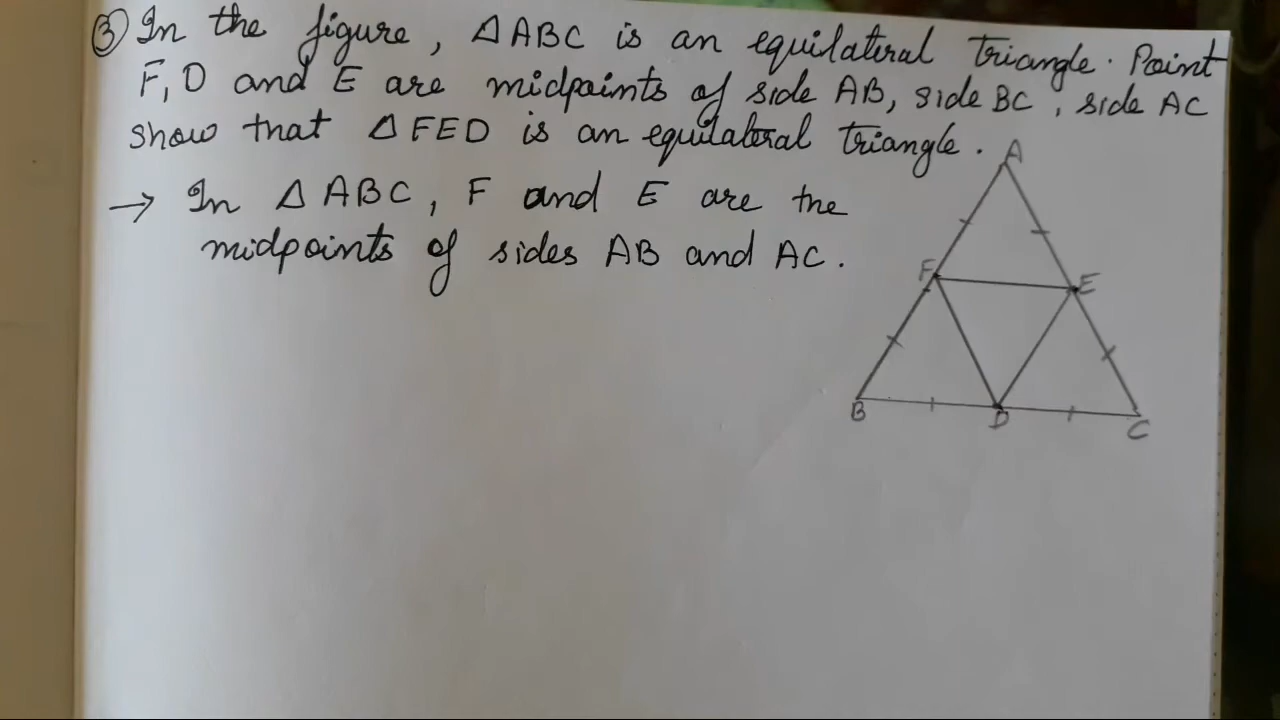 ③ In the figure, △ABC is an equilateral triangle. Point
F, D and E are midpoints of side AB, side BC, side AC
show that △FED is an equilateral triangle.
→ In △ABC, F and E are the
midpoints of sides AB and AC.
A
F
E
B
D
C